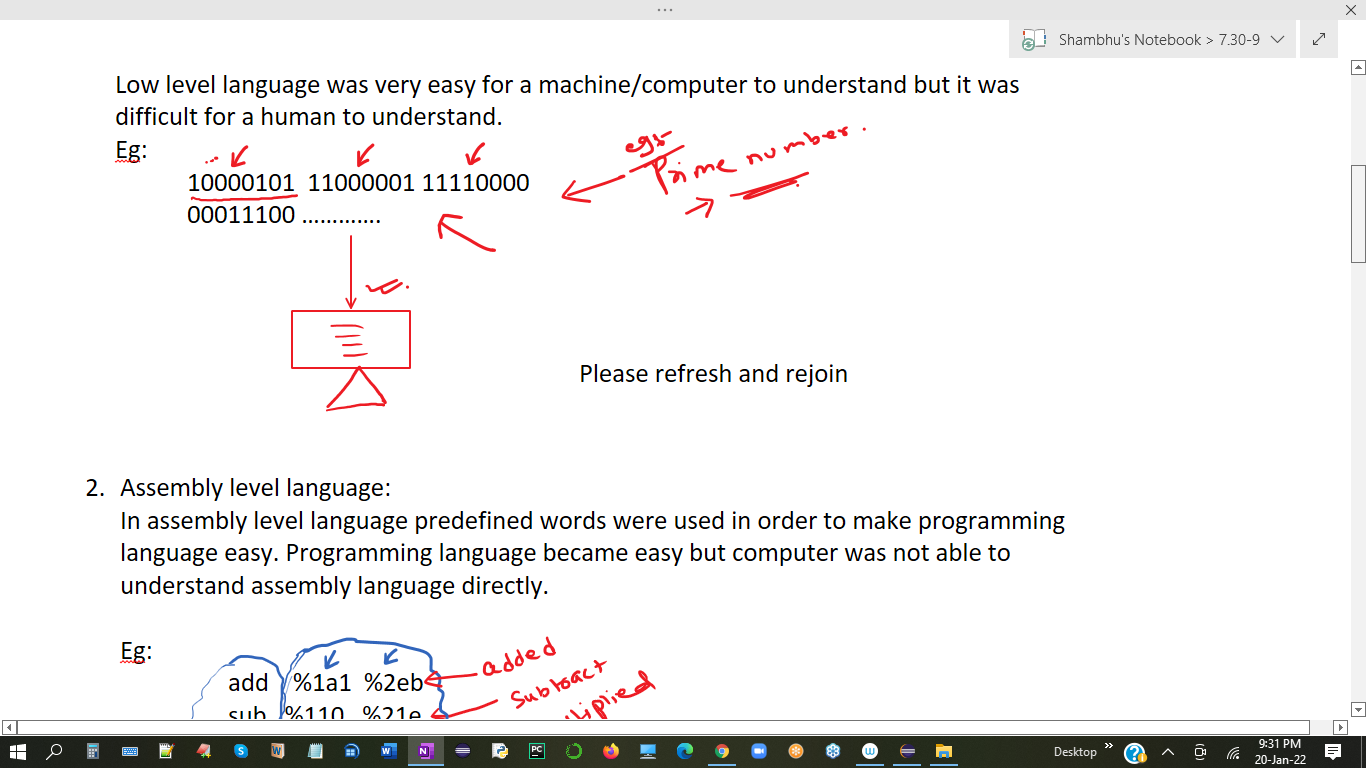 Shambhu's Notebook > 7.30-9
Low level language was very easy for a machine/computer to understand but it was
difficult for a human to understand.
Eg:
egs
Prime number.
10000101 11000001 11110000
00011100 .............
Please refresh and rejoin
2. Assembly level language:
In assembly level language predefined words were used in order to make programming
language easy. Programming language became easy but computer was not able to
understand assembly language directly.
Eg:
add %1a1 %2eb added
sub %110 %21e subtract
Desktop
9:31 PM
20-Jan-22